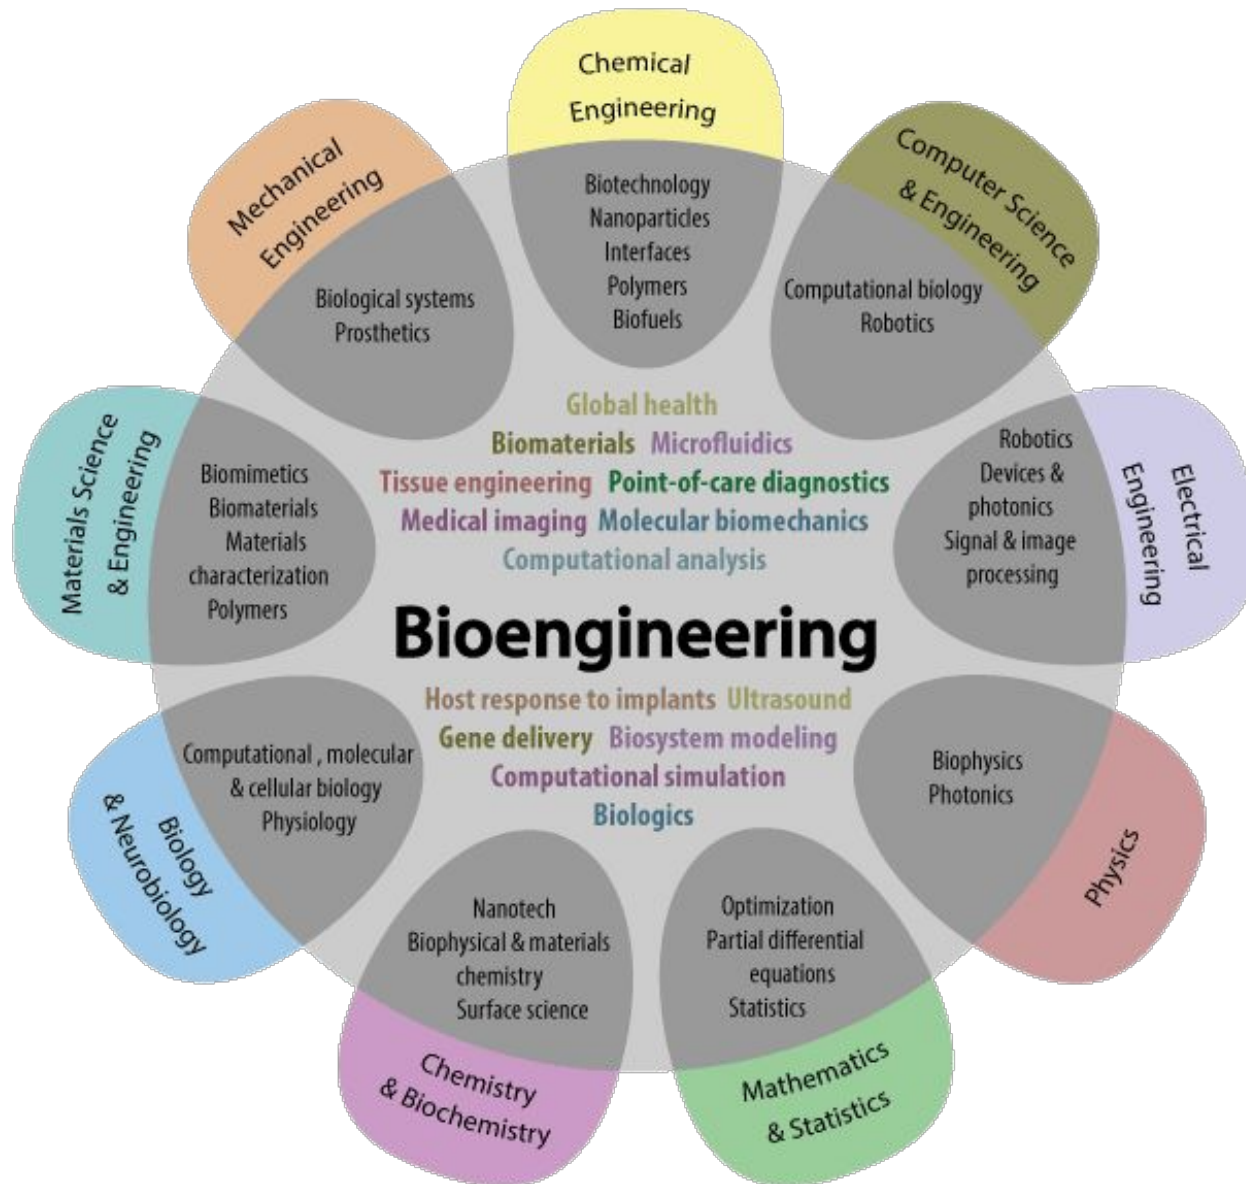 Chemical
Engineering
Biotechnology
Nanoparticles
Interfaces
Polymers
Biofuels
Computer Science
& Engineering
Computational biology
Robotics
Electrical
Engineering
Robotics
Devices &
photonics
Signal & image
processing
Physics
Biophysics
Photonics
Mathematics
& Statistics
Optimization
Partial differential
equations
Statistics
Chemistry
& Biochemistry
Nanotech
Biophysical & materials
chemistry
Surface science
Biology
& Neurobiology
Computational , molecular
& cellular biology
Physiology
Materials Science
& Engineering
Biomimetics
Biomaterials
Materials
characterization
Polymers
Mechanical
Engineering
Biological systems
Prosthetics
Global health
Biomaterials Microfluidics
Tissue engineering Point-of-care diagnostics
Medical imaging Molecular biomechanics
Computational analysis
Bioengineering
Host response to implants Ultrasound
Gene delivery Biosystem modeling
Computational simulation
Biologics